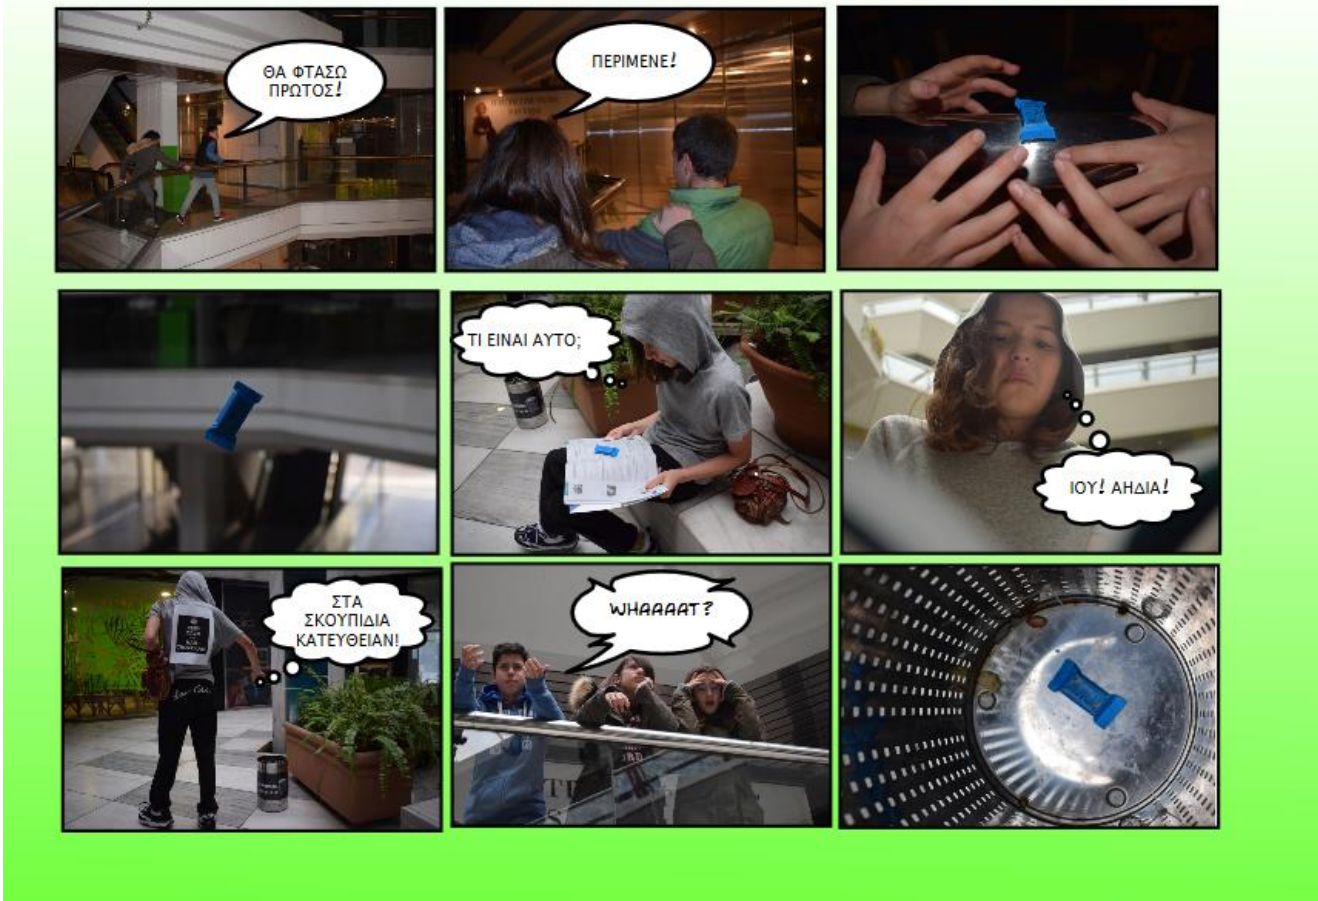 ΘΑ ΦΤΑΣΩ
ΠΡΩΤΟΣ!
ΠΕΡΙΜΕΝΕ!
ΤΙ ΕΙΝΑΙ ΑΥΤΟ;
ΙΟΥ! ΑΗΔΙΑ!
ΣΤΑ
ΣΚΟΥΠΙΔΙΑ
ΚΑΤΕΥΘΕΙΑΝ!
WHAAAAT?